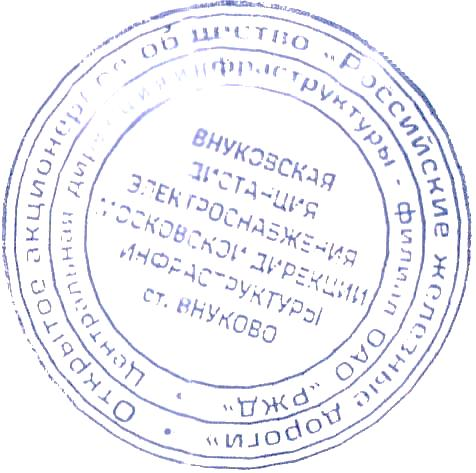 Открытое акционерное общество «Российские железные дороги»
Центральная дирекция инфраструктуры - филиал ОАО «РЖД»
ВНУКОВСКАЯ
ДИСТАНЦИЯ
ЭЛЕКТРОСНАБЖЕНИЯ
МОСКОВСКОЙ ДИРЕКЦИИ
ИНФРАСТРУКТУРЫ
ст. ВНУКОВО